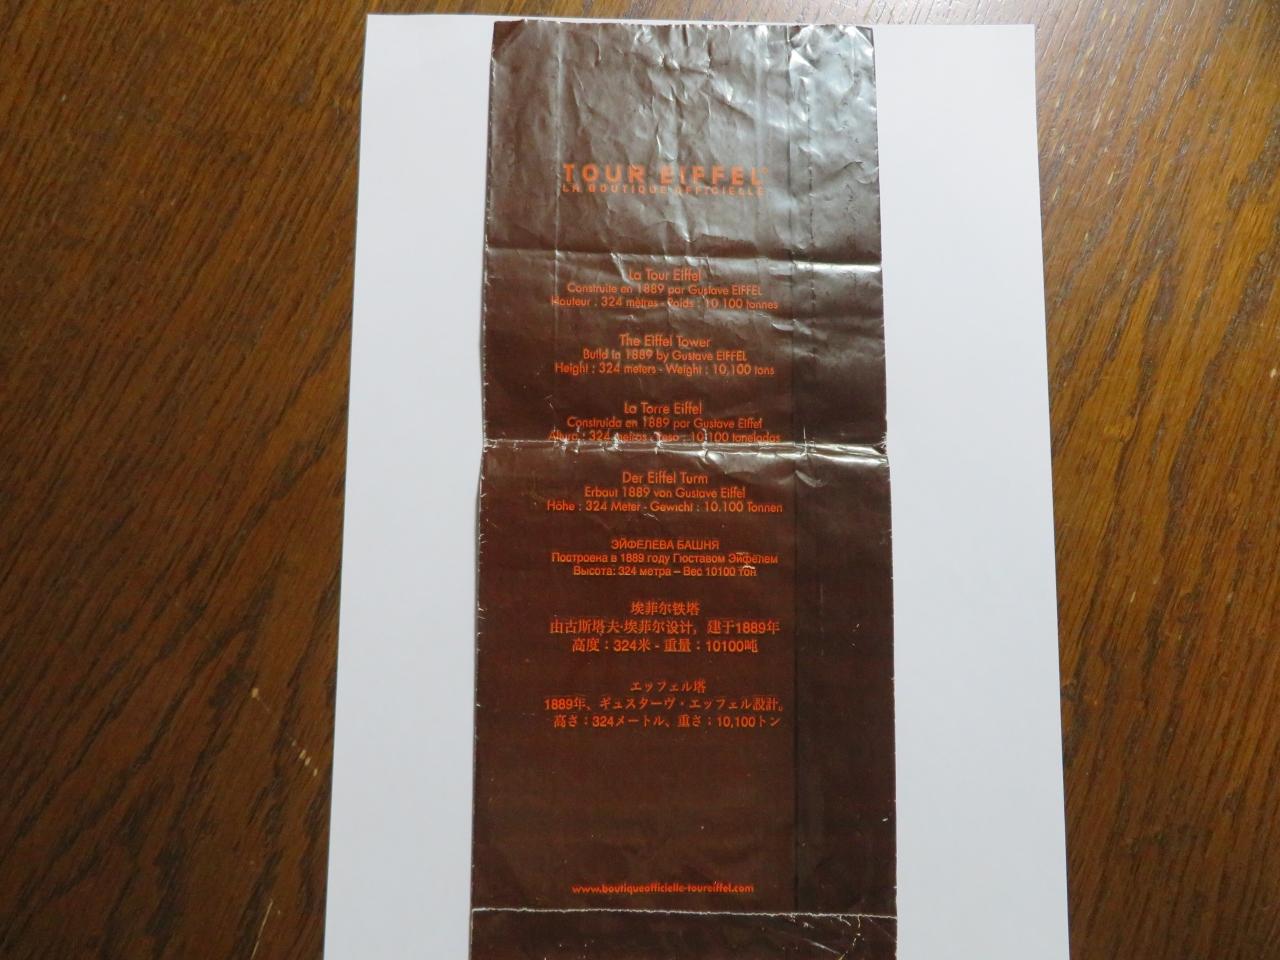 TOUR EIFFEL
LA BOUTIQUE OFFICIELLE
La Tour Eiffel
Construite en 1889 par Gustave EIFFEL
Hauteur : 324 mètres - Poids : 10 100 tonnes
The Eiffel Tower
Build in 1889 by Gustave EIFFEL
Height : 324 meters - Weight : 10,100 tons
La Torre Eiffel
Construida en 1889 par Gustave Eiffel
Altura : 324 metros - Peso : 10 100 toneladas
Der Eiffel Turm
Erbaut 1889 von Gustave Eiffel
Höhe : 324 Meter - Gewicht : 10.100 Tonnen
ЭЙФЕЛЕВА БАШНЯ
Построена в 1889 году Гюставом Эйфелем
Высота: 324 метра – Вес 10100 тон
埃菲尔铁塔
由古斯塔夫·埃菲尔设计，建于1889年
高度：324米 - 重量：10100吨
エッフェル塔
1889年、ギュスターヴ・エッフェル設計。
高さ：324メートル、重さ：10,100トン
www.boutiqueofficielle-toureiffel.com